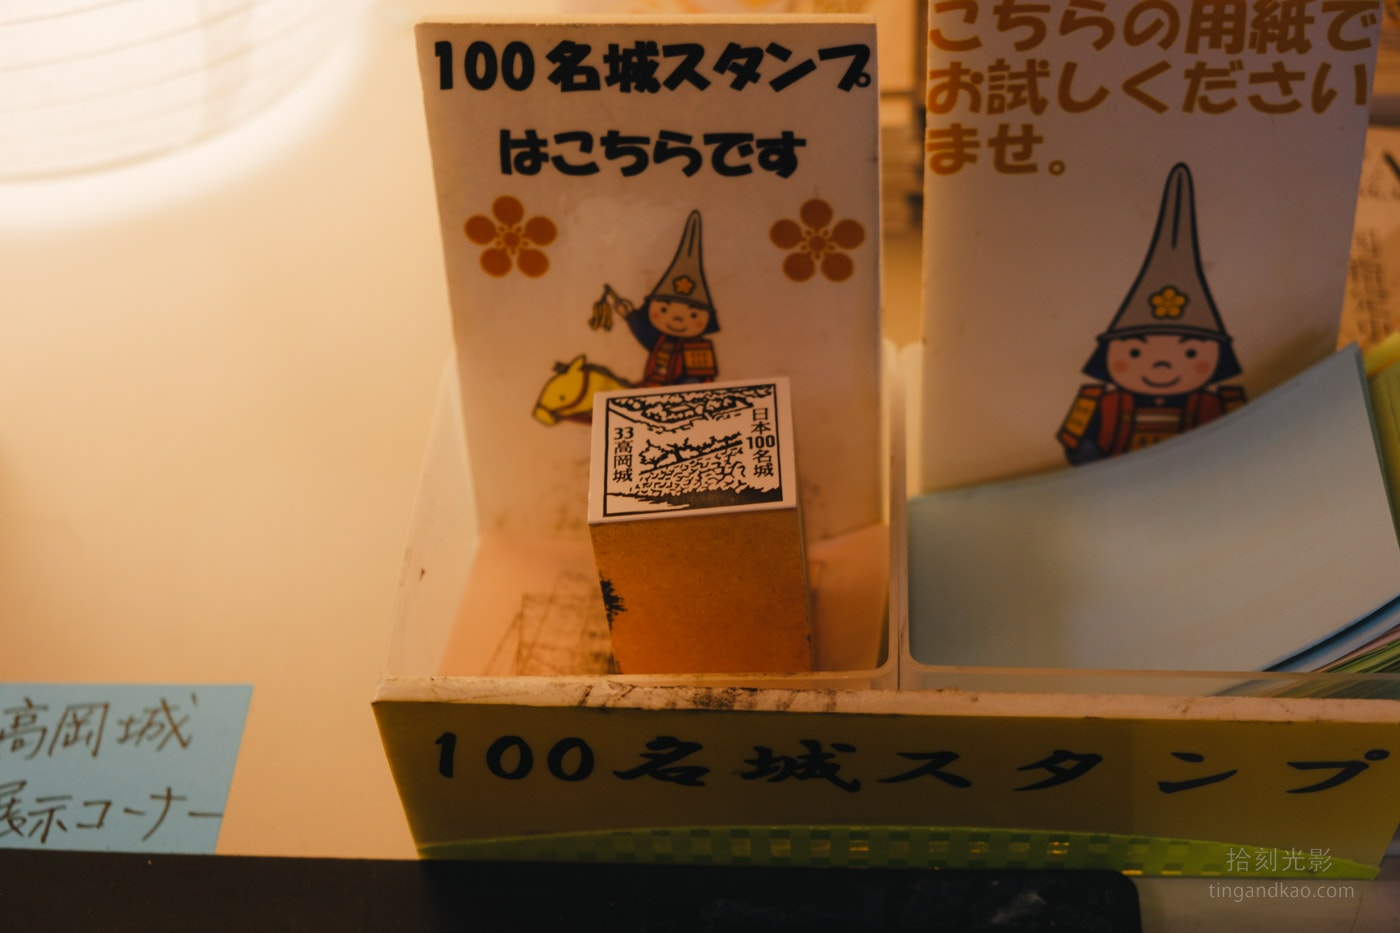 100名城スタンプ
はこちらです
こちらの用紙で
お試しください
ませ。
日本100名城
33高岡城
100名城スタンプ
高岡城
展示コーナー
拾刻光影
tingandkao.com